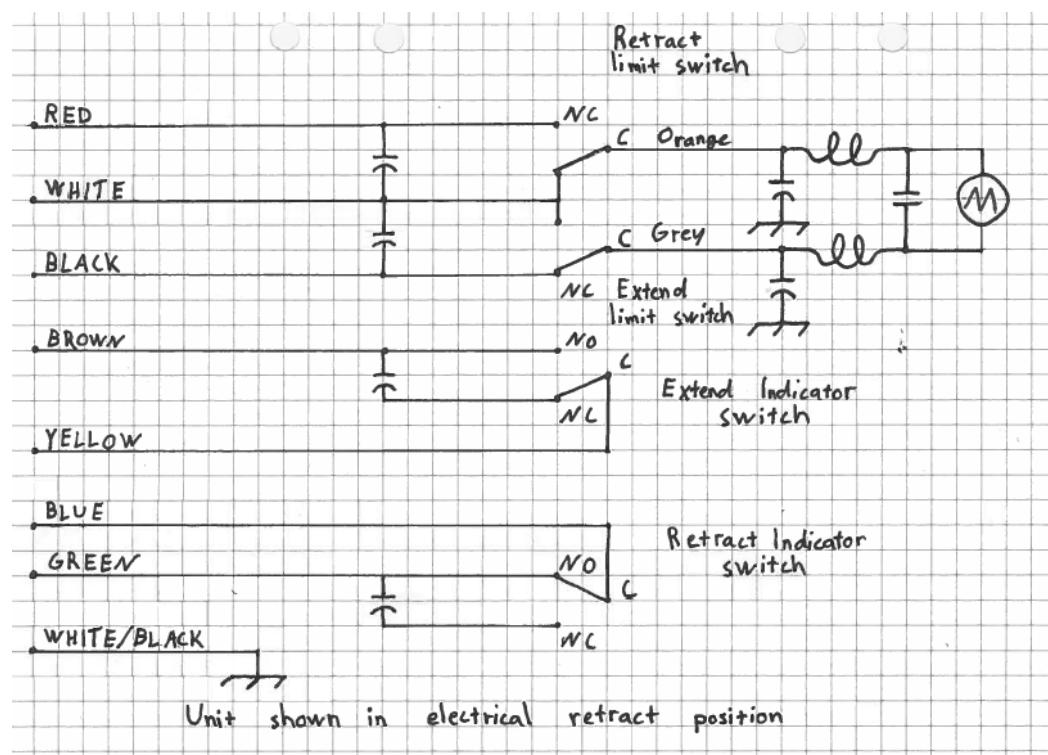 Retract
limit switch
RED
NC
C Orange
WHITE
C Grey
BLACK
NC Extend
limit switch
BROWN
NO
C
Extend Indicator
switch
NC
YELLOW
BLUE
Retract Indicator
switch
GREEN
NO
C
WHITE/BLACK
NC
M
Unit shown in electrical retract position